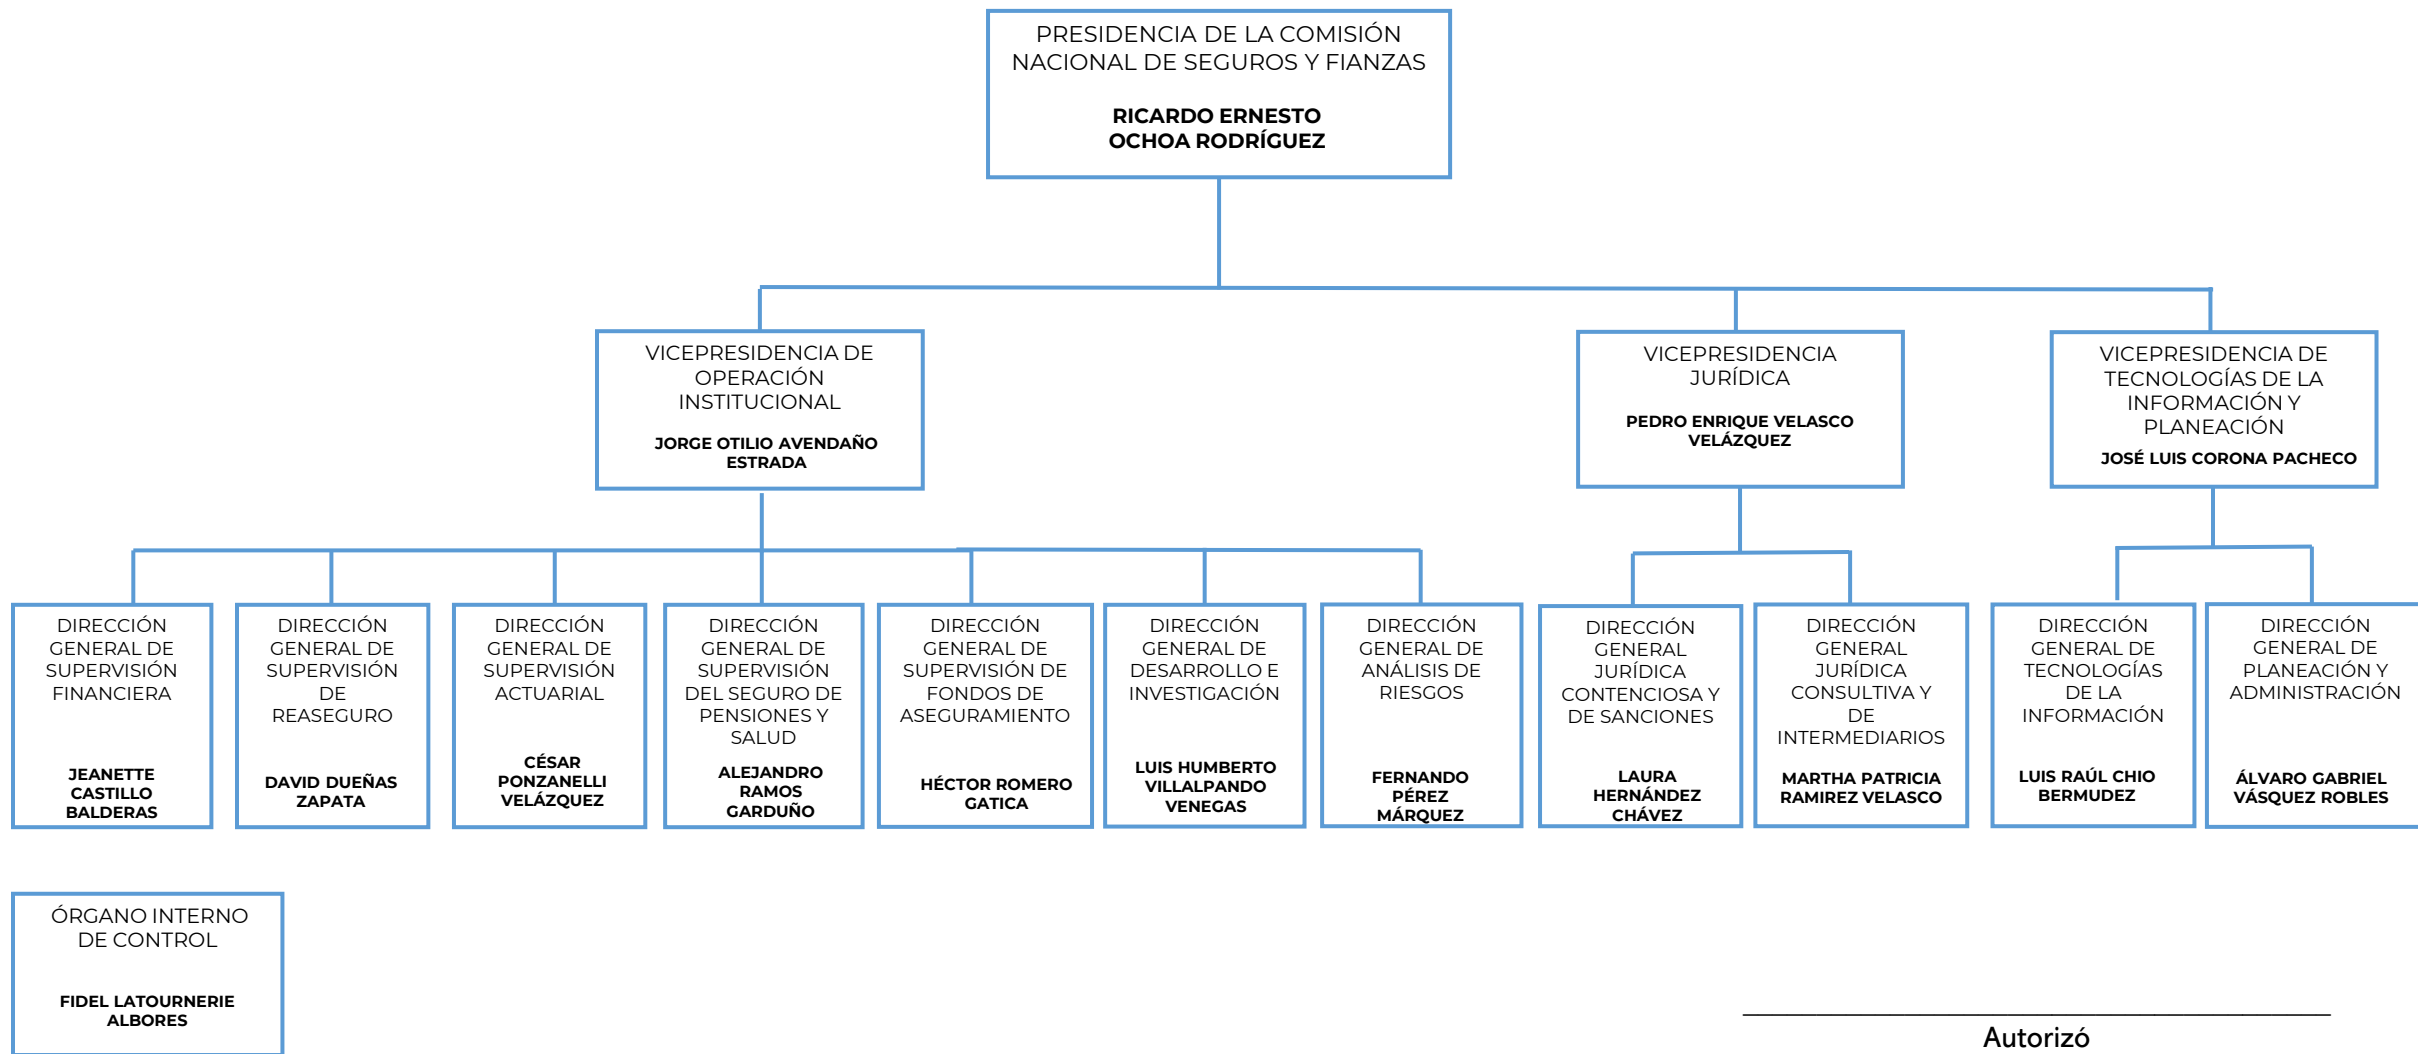 PRESIDENCIA DE LA COMISIÓN
NACIONAL DE SEGUROS Y FIANZAS
RICARDO ERNESTO
OCHOA RODRÍGUEZ
VICEPRESIDENCIA DE
OPERACIÓN
INSTITUCIONAL
JORGE OTILIO AVENDAÑO
ESTRADA
VICEPRESIDENCIA
JURÍDICA
PEDRO ENRIQUE VELASCO
VELÁZQUEZ
VICEPRESIDENCIA DE
TECNOLOGÍAS DE LA
INFORMACIÓN Y
PLANEACIÓN
JOSÉ LUIS CORONA PACHECO
DIRECCIÓN
GENERAL DE
SUPERVISIÓN
FINANCIERA
JEANETTE
CASTILLO
BALDERAS
DIRECCIÓN
GENERAL DE
SUPERVISIÓN
DE
REASEGURO
DAVID DUEÑAS
ZAPATA
DIRECCIÓN
GENERAL DE
SUPERVISIÓN
ACTUARIAL
CÉSAR
PONZANELLI
VELÁZQUEZ
DIRECCIÓN
GENERAL DE
SUPERVISIÓN
DEL SEGURO DE
PENSIONES Y
SALUD
ALEJANDRO
RAMOS
GARDUÑO
DIRECCIÓN
GENERAL DE
SUPERVISIÓN DE
FONDOS DE
ASEGURAMIENTO
HÉCTOR ROMERO
GATICA
DIRECCIÓN
GENERAL DE
DESARROLLO E
INVESTIGACIÓN
LUIS HUMBERTO
VILLALPANDO
VENEGAS
DIRECCIÓN
GENERAL DE
ANÁLISIS DE
RIESGOS
FERNANDO
PÉREZ
MÁRQUEZ
DIRECCIÓN
GENERAL
JURÍDICA
CONTENCIOSA Y
DE SANCIONES
LAURA
HERNÁNDEZ
CHÁVEZ
DIRECCIÓN
GENERAL
JURÍDICA
CONSULTIVA Y
DE
INTERMEDIARIOS
MARTHA PATRICIA
RAMIREZ VELASCO
DIRECCIÓN
GENERAL DE
TECNOLOGÍAS
DE LA
INFORMACIÓN
LUIS RAÚL CHIO
BERMUDEZ
DIRECCIÓN
GENERAL DE
PLANEACIÓN Y
ADMINISTRACIÓN
ÁLVARO GABRIEL
VÁSQUEZ ROBLES
ÓRGANO INTERNO
DE CONTROL
FIDEL LATOURNERIE
ALBORES
Autorizó